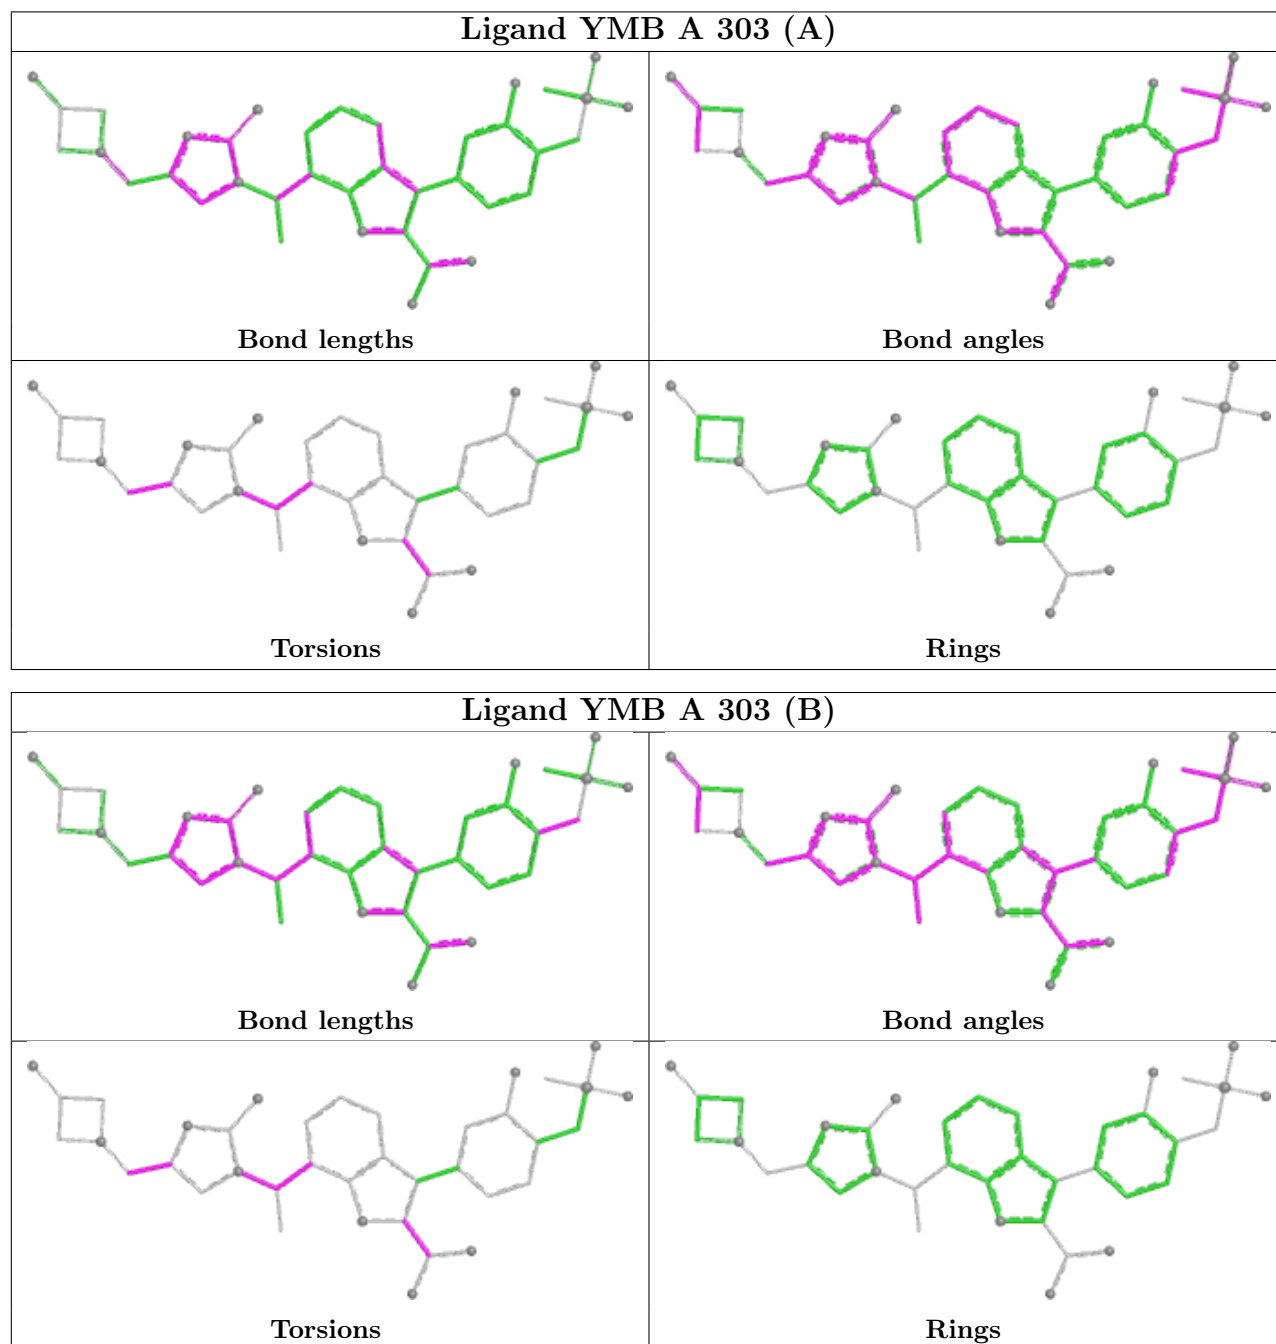 Ligand YMB A 303 (A)
Bond lengths
Bond angles
Torsions
Rings
Ligand YMB A 303 (B)
Bond lengths
Bond angles
Torsions
Rings